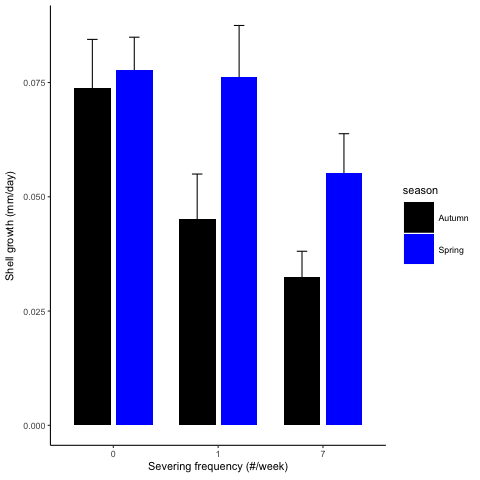 Shell growth (mm/day)
0.075
0.050
0.025
0.000
0 1 7
Severing frequency (#/week)
season
Autumn
Spring